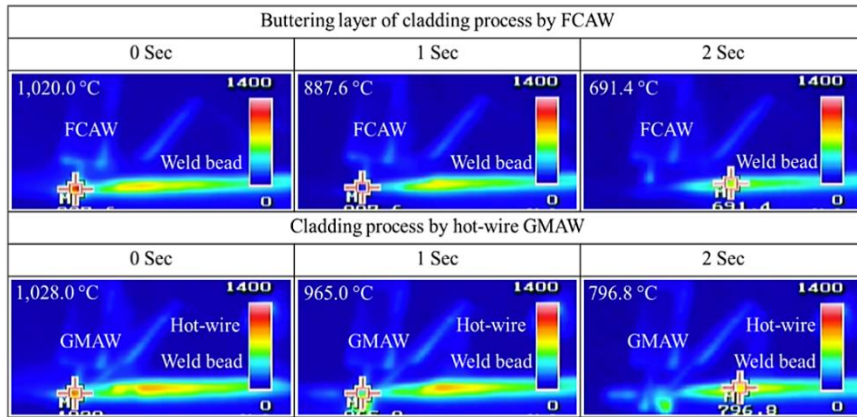 Buttering layer of cladding process by FCAW
0 Sec
1 Sec
2 Sec
1,020.0 °C
1400
FCAW
Weld bead
0
887.6 °C
1400
FCAW
Weld bead
0
691.4 °C
1400
FCAW
Weld bead
M
691.4
0
Cladding process by hot-wire GMAW
0 Sec
1 Sec
2 Sec
1,028.0 °C
1400
GMAW
Hot-wire
Weld bead
0
965.0 °C
1400
GMAW
Hot-wire
Weld bead
0
796.8 °C
1400
GMAW
Hot-wire
Weld bead
M
796.8
0